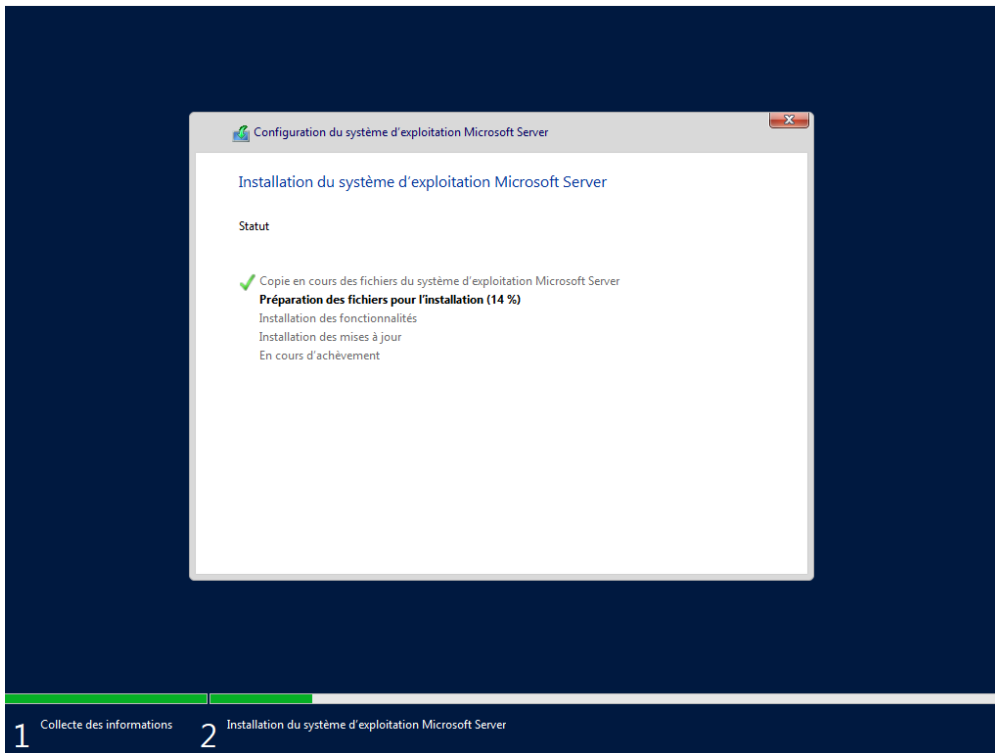 Configuration du système d'exploitation Microsoft Server
Installation du système d'exploitation Microsoft Server
Statut
Copie en cours des fichiers du système d'exploitation Microsoft Server
Préparation des fichiers pour l'installation (14 %)
Installation des fonctionnalités
Installation des mises à jour
En cours d'achèvement
1 Collecte des informations
2 Installation du système d'exploitation Microsoft Server